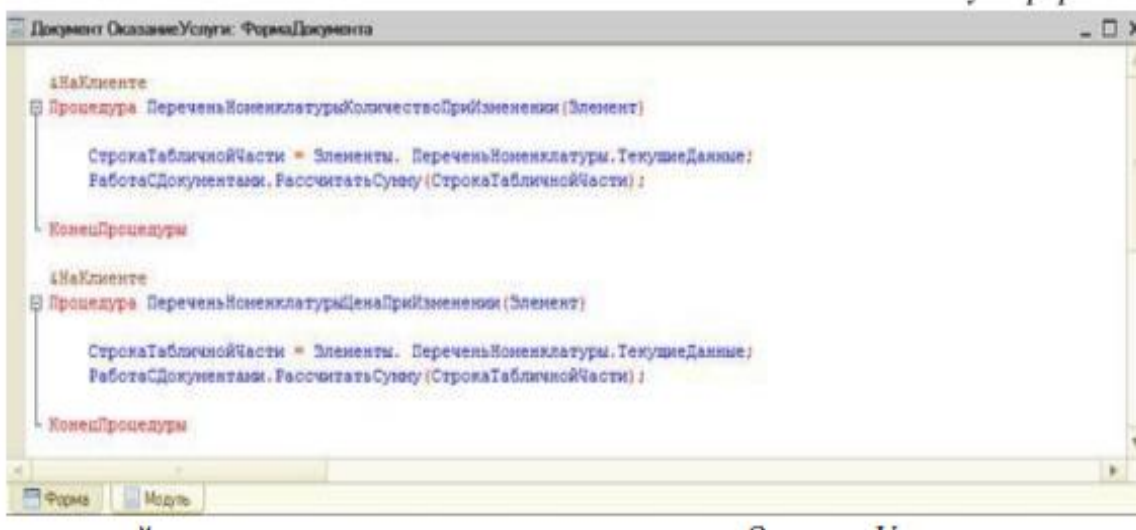 Документ ОказаниеУслуги: ФормаДокумента
&НаКлиенте
Процедура ПереченьНоменклатурыКоличествоПриИзменении(Элемент)
СтрокаТабличнойЧасти = Элементы. ПереченьНоменклатуры.ТекущиеДанные;
РаботаСДокументами.РассчитатьСумму(СтрокаТабличнойЧасти);
КонецПроцедуры
&НаКлиенте
Процедура ПереченьНоменклатурыЦенаПриИзменении(Элемент)
СтрокаТабличнойЧасти = Элементы. ПереченьНоменклатуры.ТекущиеДанные;
РаботаСДокументами.РассчитатьСумму(СтрокаТабличнойЧасти);
КонецПроцедуры
Форма Модуль